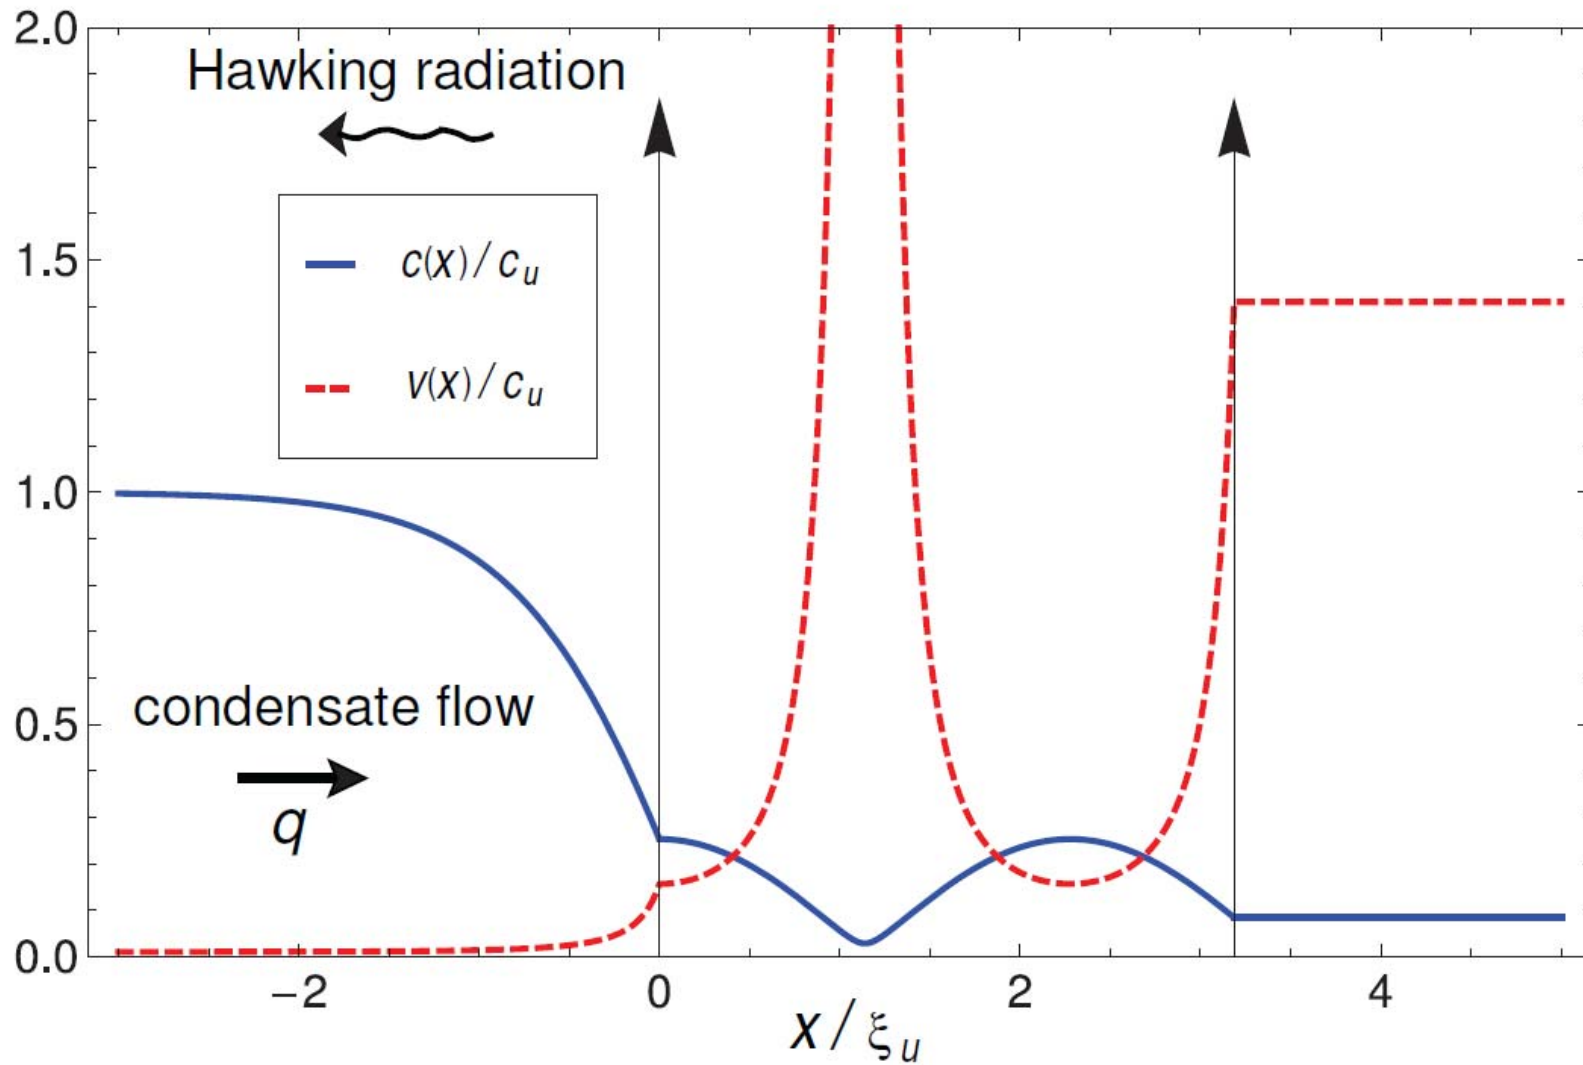 2.0
Hawking radiation
1.5
c(x)/c_u
v(x)/c_u
1.0
condensate flow
0.5
q
0.0
−2 0 2 4
x/ξ_u